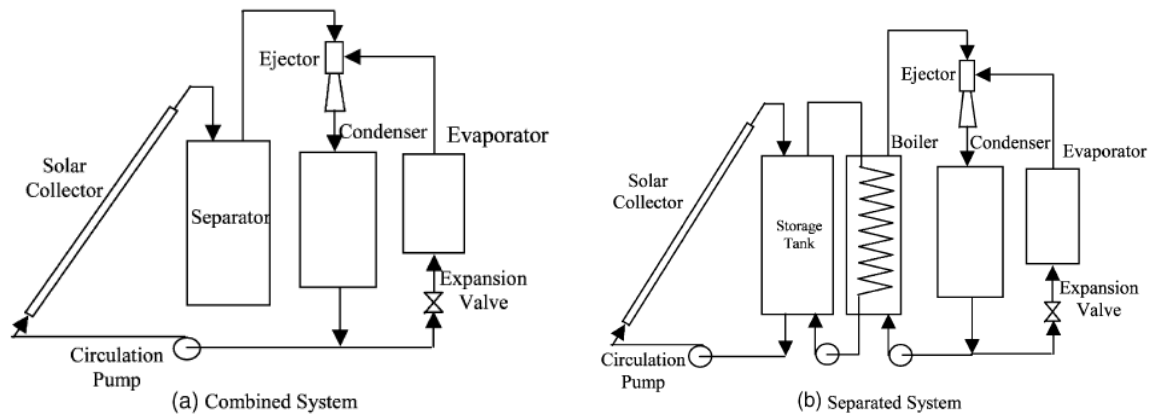 Ejector
Condenser
Evaporator
Solar
Collector
Separator
Expansion
Valve
Circulation
Pump
(a) Combined System
Ejector
Boiler
Condenser
Evaporator
Solar
Collector
Storage
Tank
Expansion
Valve
Circulation
Pump
(b) Separated System